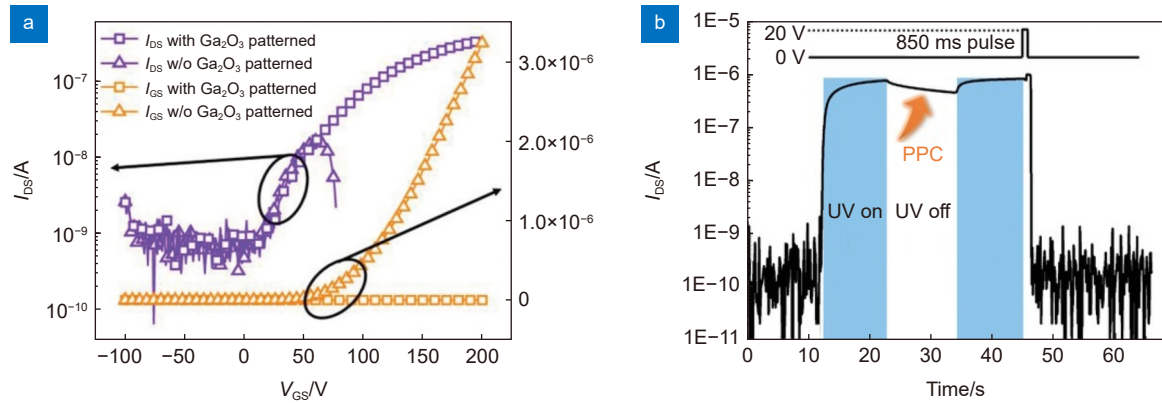 a
I_DS with Ga₂O₃ patterned
I_DS w/o Ga₂O₃ patterned
I_GS with Ga₂O₃ patterned
I_GS w/o Ga₂O₃ patterned
10⁻⁷
10⁻⁸
10⁻⁹
10⁻¹⁰
I_DS/A
3.0×10⁻⁶
2.0×10⁻⁶
1.0×10⁻⁶
0
−100
−50
0
50
100
150
200
V_GS/V
b
1E−5
1E−6
1E−7
1E−8
1E−9
1E−10
1E−11
I_DS/A
20 V
0 V
850 ms pulse
PPC
UV on
UV off
0
10
20
30
40
50
60
Time/s